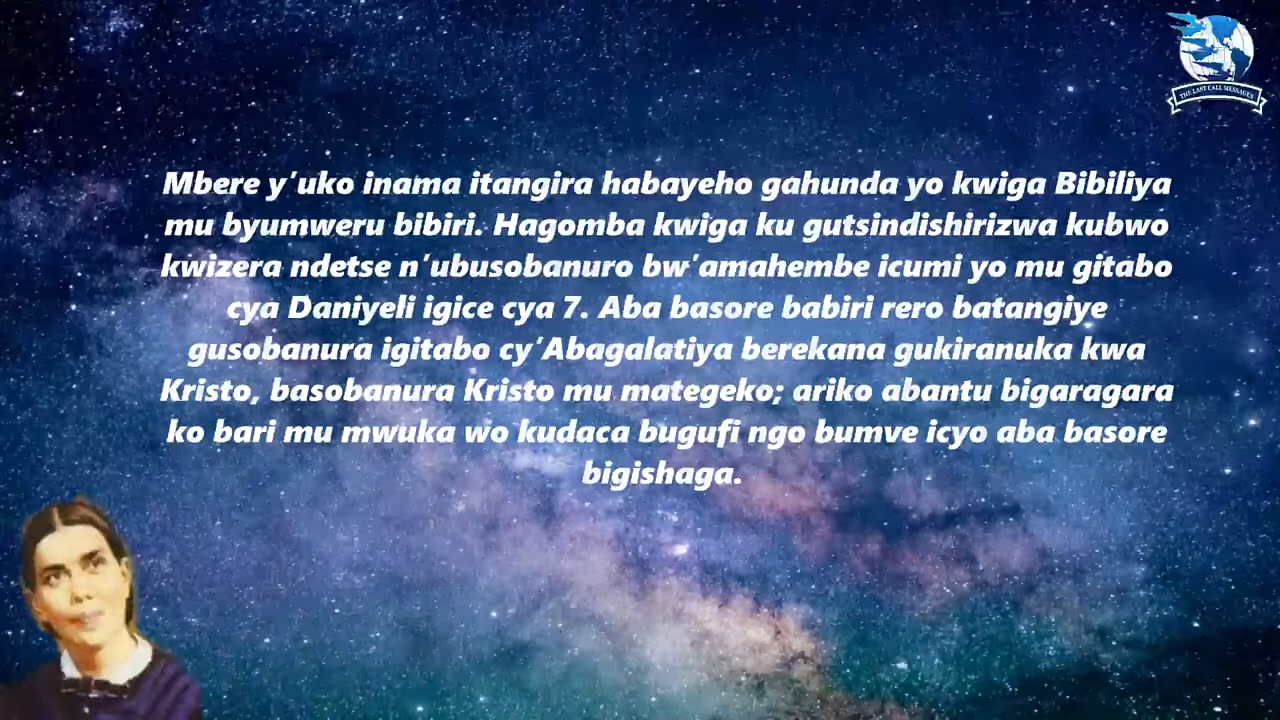 THE LAST CALL MESSAGES
Mbere y’uko inama itangira habayeho gahunda yo kwiga Bibiliya
mu byumweru bibiri. Hagomba kwiga ku gutsindishirizwa kubwo
kwizera ndetse n’ubusobanuro bw’amahembe icumi yo mu gitabo
cya Daniyeli igice cya 7. Aba basore babiri rero batangiye
gusobanura igitabo cy’Abagalatiya berekana gukiranuka kwa
Kristo, basobanura Kristo mu mategeko; ariko abantu bigaragara
ko bari mu mwuka wo kudaca bugufi ngo bumve icyo aba basore
bigishaga.